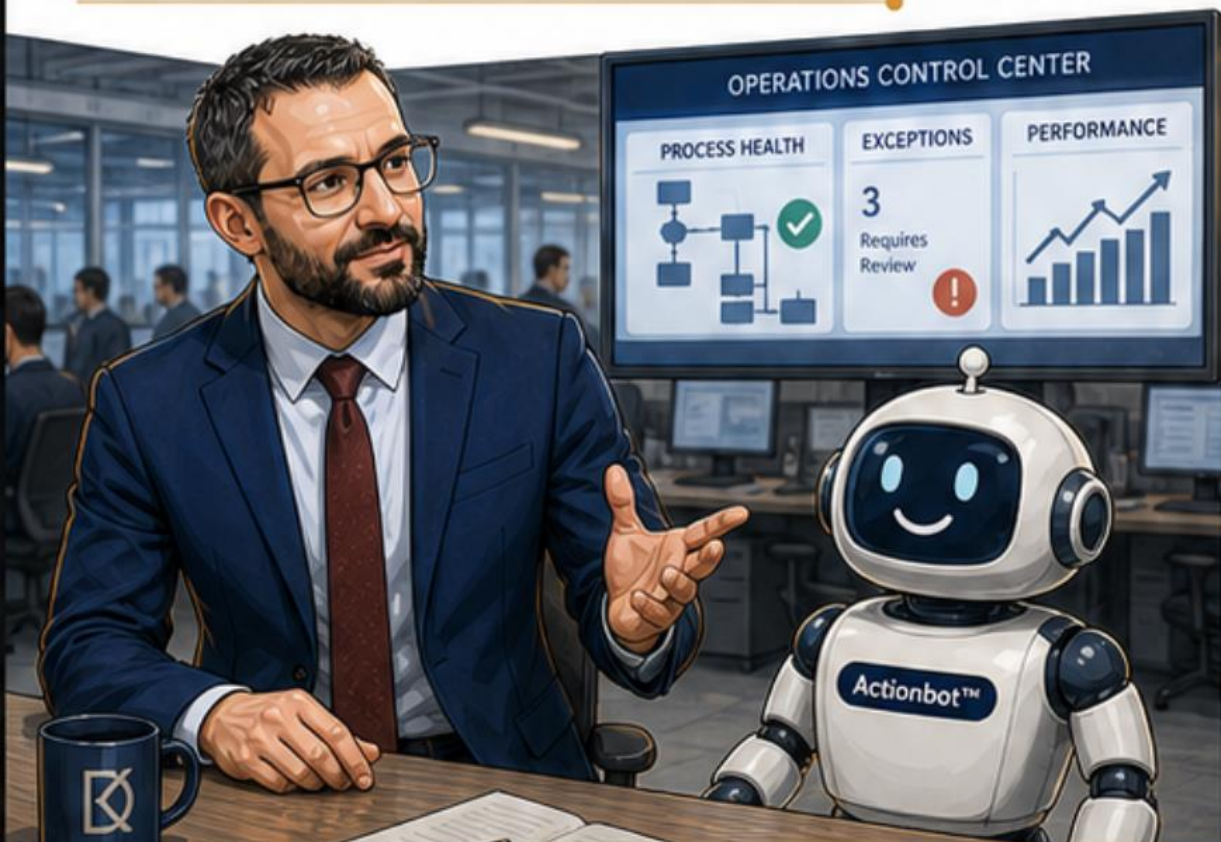 OPERATIONS CONTROL CENTER
PROCESS HEALTH
EXCEPTIONS
3
Requires
Review
!
PERFORMANCE
Actionbot™